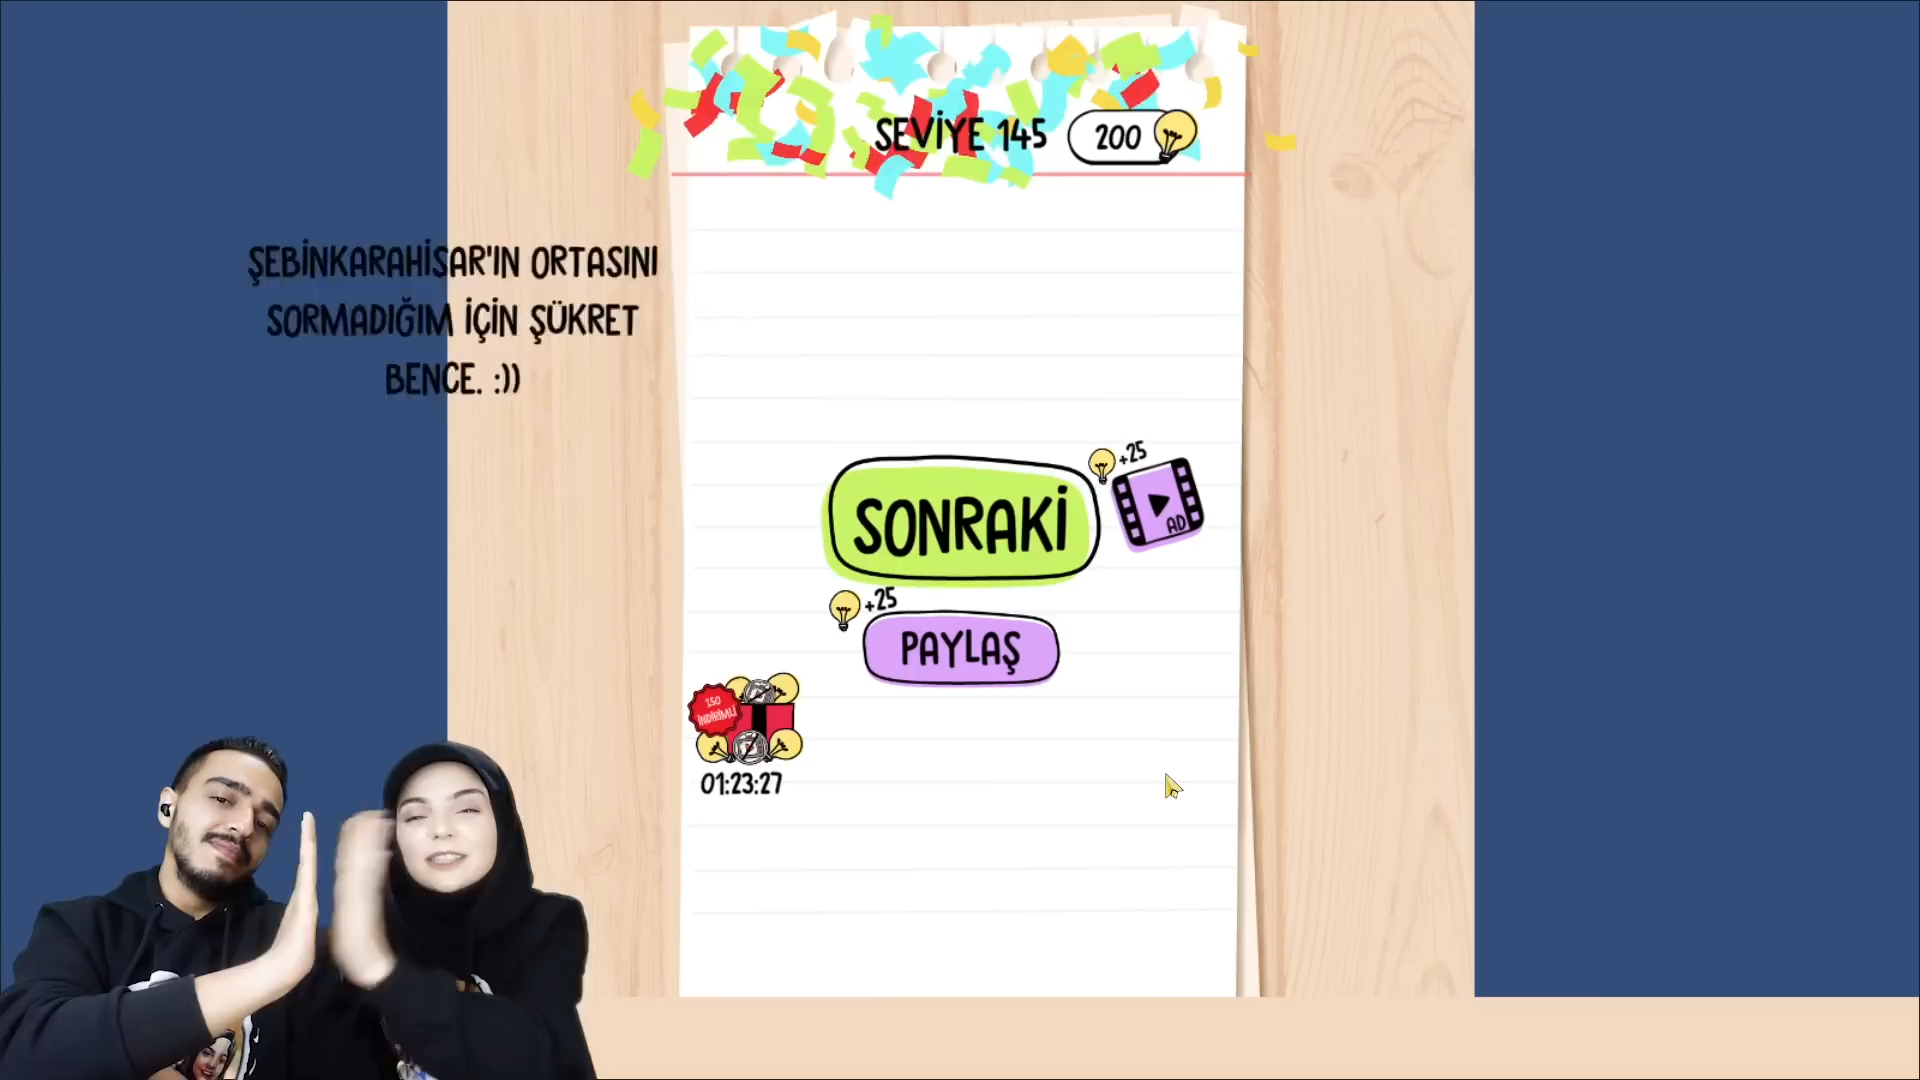 SEVİYE 145
200
ŞEBİNKARAHİSAR'IN ORTASINI
SORMADIĞIM İÇİN ŞÜKRET
BENCE. :))
+25
SONRAKİ
AD
+25
PAYLAŞ
%50
İNDİRİMLİ
01:23:27